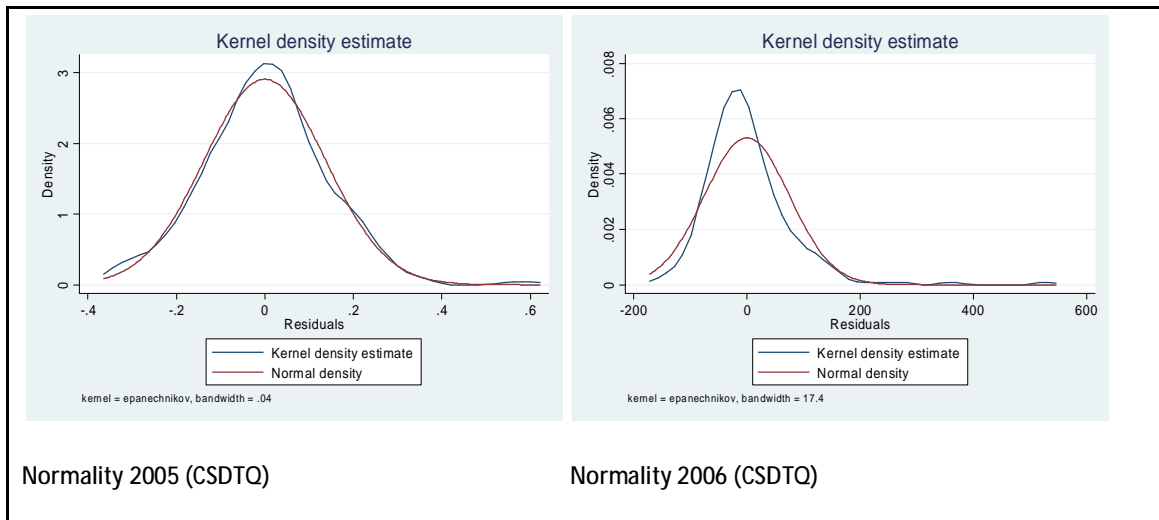 Kernel density estimate
Density
0
1
2
3
-.4
-.2
0
.2
.4
.6
Residuals
Kernel density estimate
Normal density
kernel = epanechnikov, bandwidth = .04
Kernel density estimate
Density
0
.002
.004
.006
.008
-200
0
200
400
600
Residuals
Kernel density estimate
Normal density
kernel = epanechnikov, bandwidth = 17.4
Normality 2005 (CSDTQ)
Normality 2006 (CSDTQ)